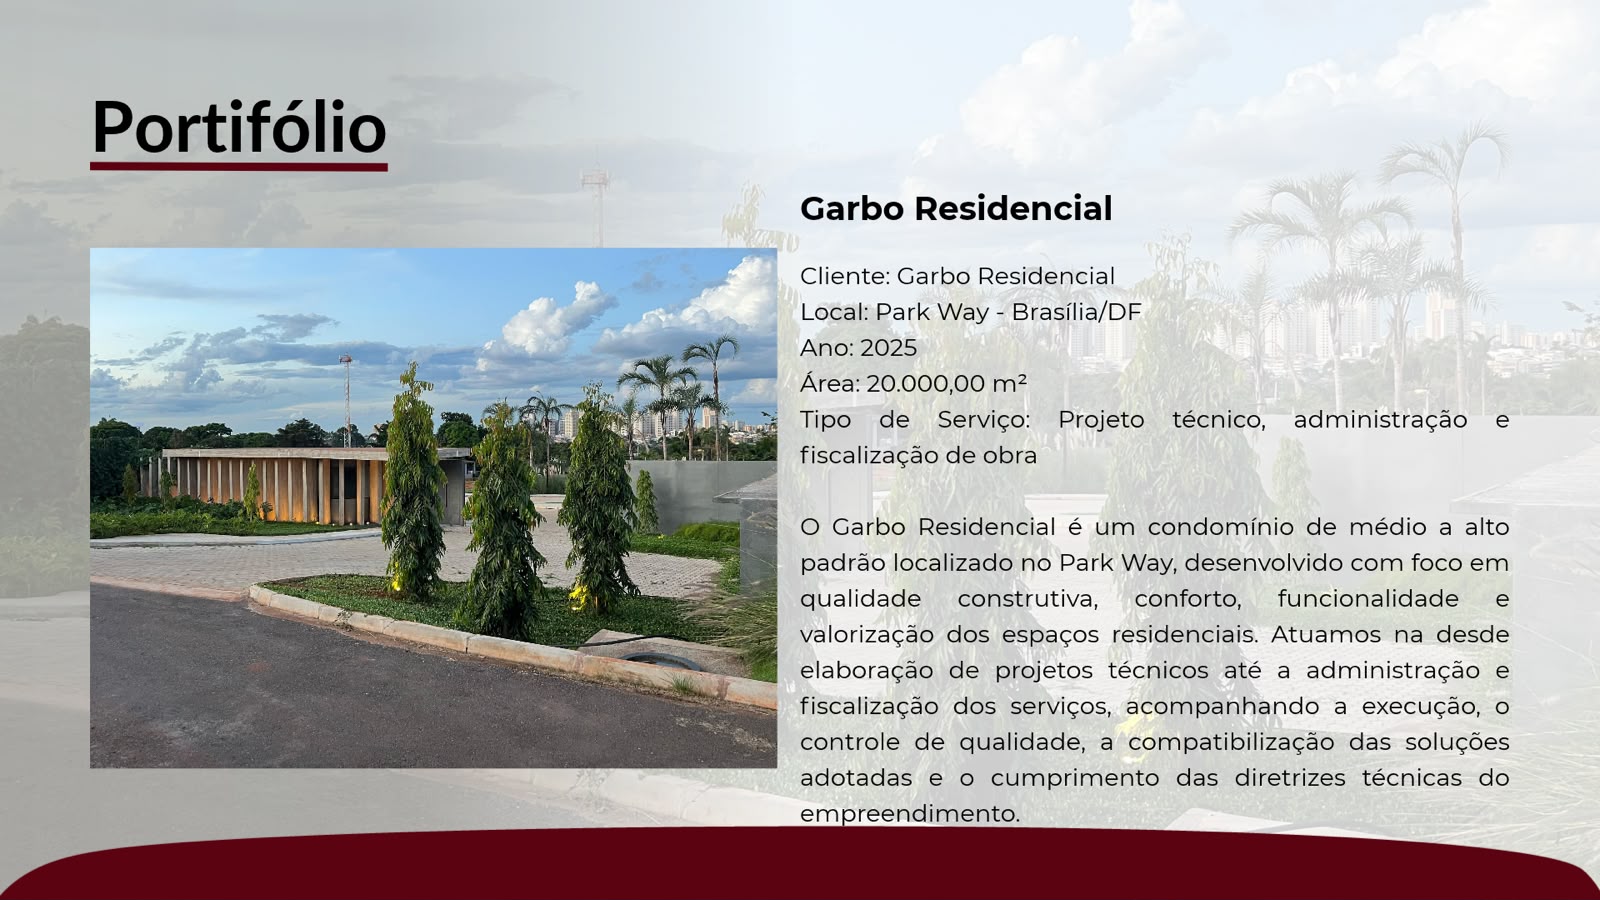 Portifólio
Garbo Residencial
Cliente: Garbo Residencial
Local: Park Way - Brasília/DF
Ano: 2025
Área: 20.000,00 m²
Tipo de Serviço: Projeto técnico, administração e
fiscalização de obra
O Garbo Residencial é um condomínio de médio a alto
padrão localizado no Park Way, desenvolvido com foco em
qualidade construtiva, conforto, funcionalidade e
valorização dos espaços residenciais. Atuamos na desde
elaboração de projetos técnicos até a administração e
fiscalização dos serviços, acompanhando a execução, o
controle de qualidade, a compatibilização das soluções
adotadas e o cumprimento das diretrizes técnicas do
empreendimento.